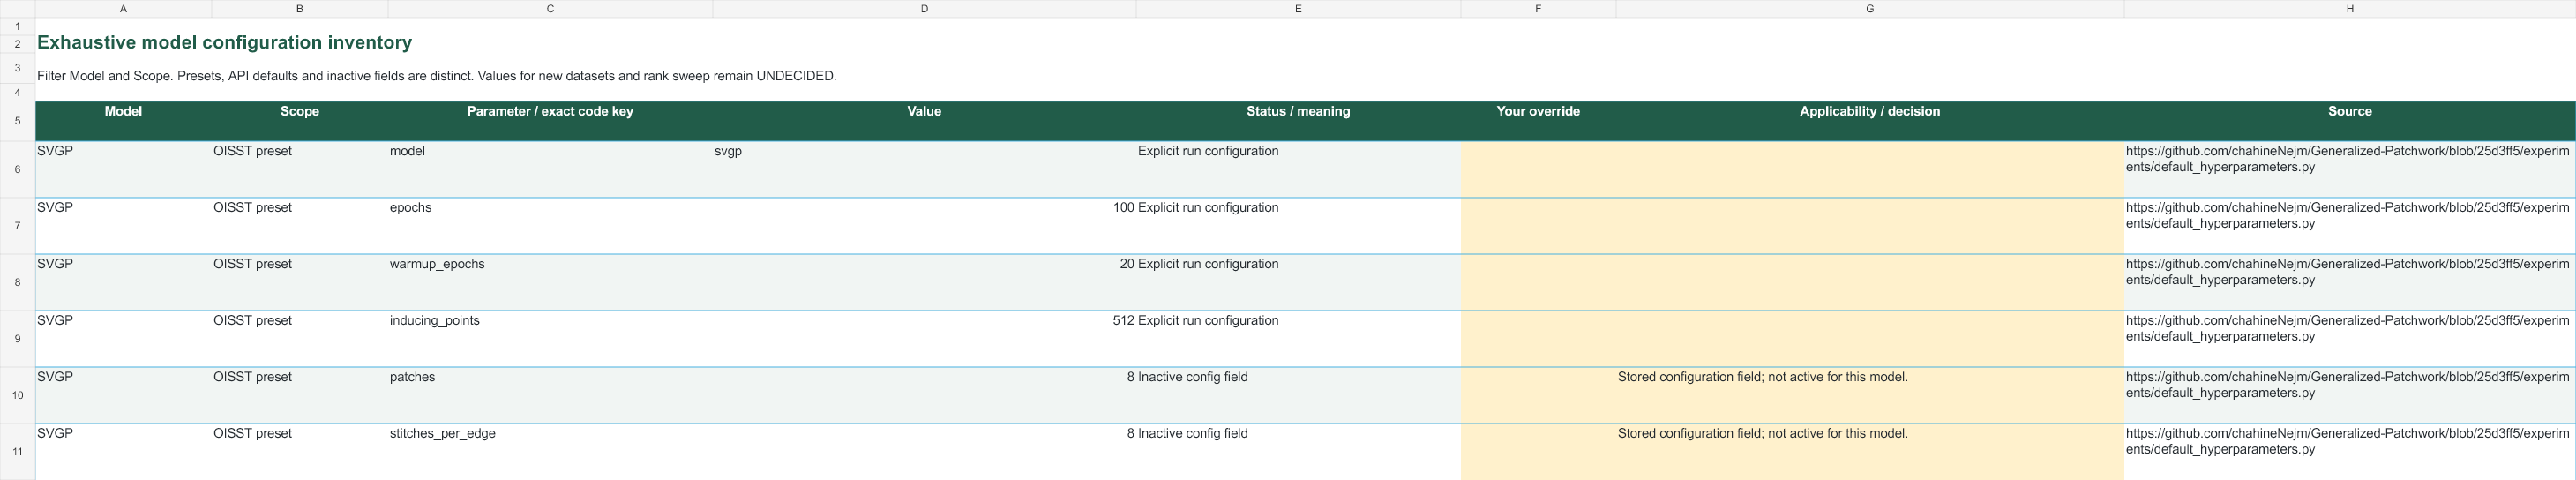 A B C D E F G H
1
2 Exhaustive model configuration inventory
3 Filter Model and Scope. Presets, API defaults and inactive fields are distinct. Values for new datasets and rank sweep remain UNDECIDED.
4
5 Model Scope Parameter / exact code key Value Status / meaning Your override Applicability / decision Source
6 SVGP OISST preset model svgp Explicit run configuration https://github.com/chahineNejm/Generalized-Patchwork/blob/25d3ff5/experim
ents/default_hyperparameters.py
7 SVGP OISST preset epochs 100 Explicit run configuration https://github.com/chahineNejm/Generalized-Patchwork/blob/25d3ff5/experim
ents/default_hyperparameters.py
8 SVGP OISST preset warmup_epochs 20 Explicit run configuration https://github.com/chahineNejm/Generalized-Patchwork/blob/25d3ff5/experim
ents/default_hyperparameters.py
9 SVGP OISST preset inducing_points 512 Explicit run configuration https://github.com/chahineNejm/Generalized-Patchwork/blob/25d3ff5/experim
ents/default_hyperparameters.py
10 SVGP OISST preset patches 8 Inactive config field Stored configuration field; not active for this model. https://github.com/chahineNejm/Generalized-Patchwork/blob/25d3ff5/experim
ents/default_hyperparameters.py
11 SVGP OISST preset stitches_per_edge 8 Inactive config field Stored configuration field; not active for this model. https://github.com/chahineNejm/Generalized-Patchwork/blob/25d3ff5/experim
ents/default_hyperparameters.py